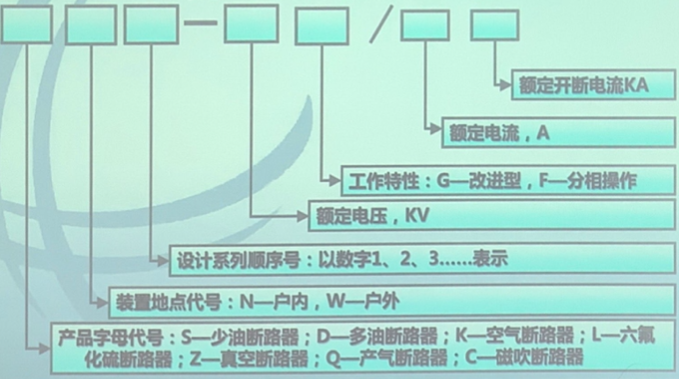 额定开断电流KA
额定电流，A
工作特性：G—改进型，F—分相操作
额定电压，KV
设计系列顺序号：以数字1、2、3……表示
装置地点代号：N—户内，W—户外
产品字母代号：S—少油断路器；D—多油断路器；K—空气断路器；L—六氟
化硫断路器；Z—真空断路器；Q—产气断路器；C—磁吹断路器